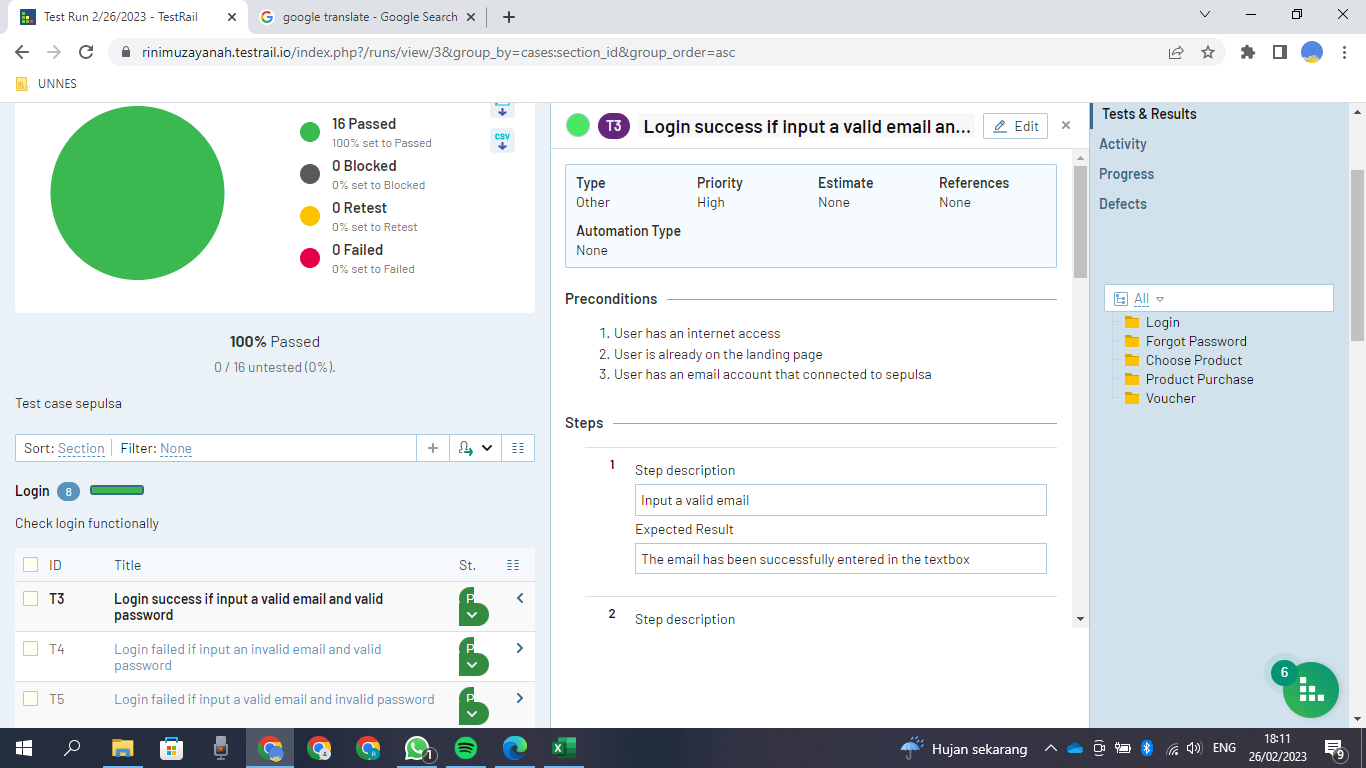 Test Run 2/26/2023 - TestRail
google translate - Google Search
rinimuzayanah.testrail.io/index.php?/runs/view/3&group_by=cases:section_id&group_order=asc
UNNES
16 Passed
100% set to Passed
0 Blocked
0% set to Blocked
0 Retest
0% set to Retest
0 Failed
0% set to Failed
CSV
100% Passed
0 / 16 untested (0%).
Test case sepulsa
Sort: Section Filter: None
Login 8
Check login functionally
ID Title St.
T3 Login success if input a valid email and valid
password
P
T4 Login failed if input an invalid email and valid
password
P
T5 Login failed if input a valid email and invalid password
P
T3 LogIn success if input a valid email an... Edit
Type Priority Estimate References
Other High None None
Automation Type
None
Preconditions
1. User has an internet access
2. User is already on the landing page
3. User has an email account that connected to sepulsa
Steps
1 Step description
Input a valid email
Expected Result
The email has been successfully entered in the textbox
2 Step description
Tests & Results
Activity
Progress
Defects
All
Login
Forgot Password
Choose Product
Product Purchase
Voucher
6
1
Hujan sekarang
ENG
18:11
26/02/2023
9